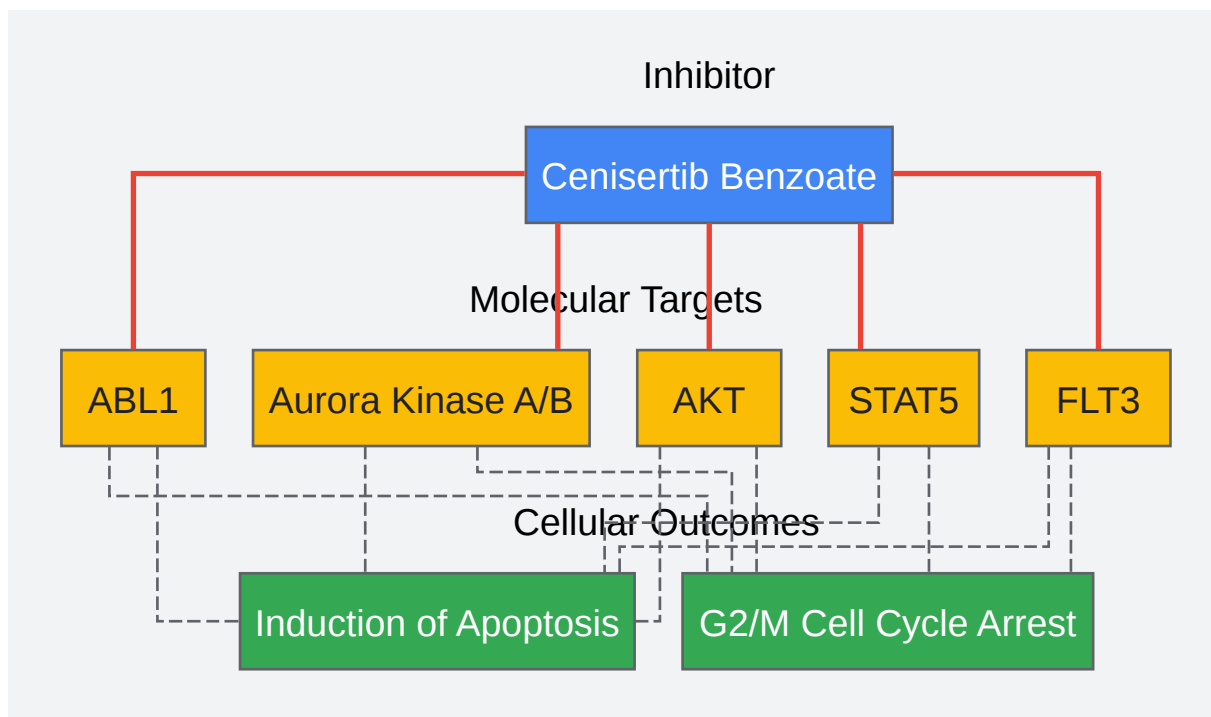 Inhibitor
Cenisertib Benzoate
Molecular Targets
ABL1
Aurora Kinase A/B
AKT
STAT5
FLT3
Cellular Outcomes
Induction of Apoptosis
G2/M Cell Cycle Arrest